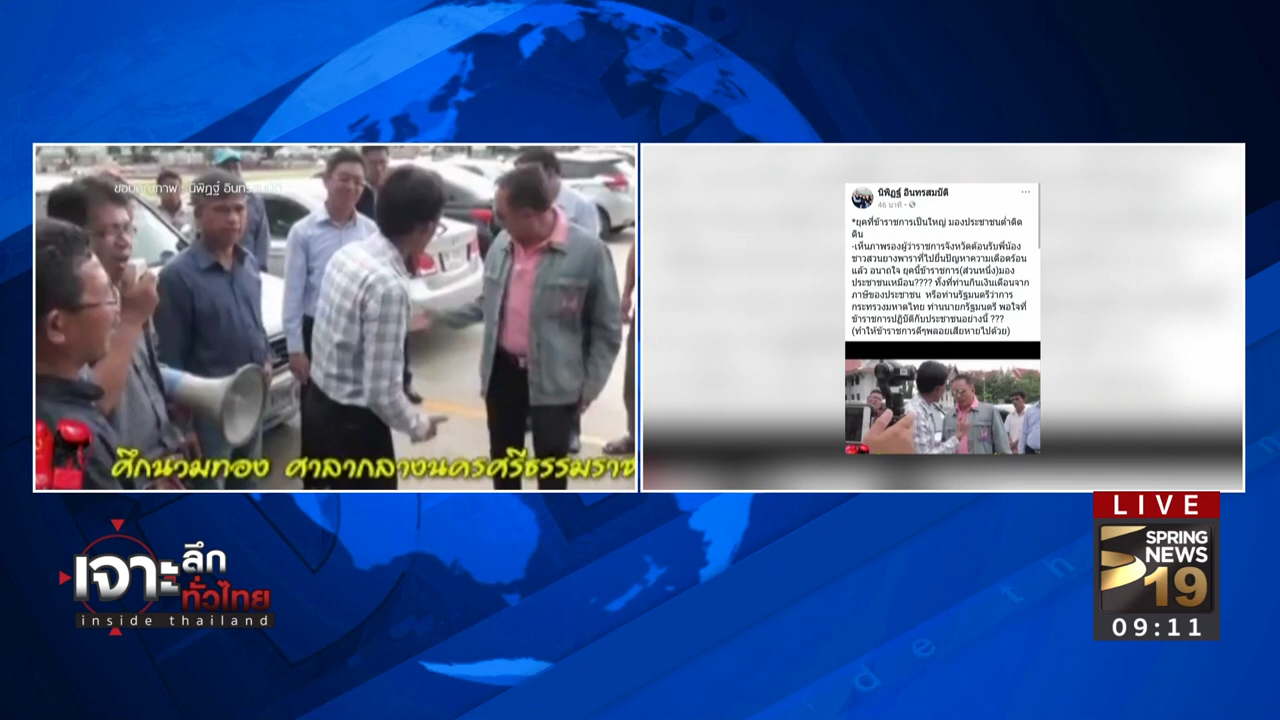 ขอบคุณภาพ : นิพิฏฐ์ อินทรสมบัติ
ศึกนวมทอง ศาลากลางนครศรีธรรมราช
นิพิฏฐ์ อินทรสมบัติ
46 นาที
*ยุคที่ข้าราชการเป็นใหญ่ มองประชาชนต่ำติด
ดิน
-เห็นภาพรองผู้ว่าราชการจังหวัดต้อนรับพี่น้อง
ชาวสวนยางพาราที่ไปยื่นปัญหาความเดือดร้อน
แล้ว อนาถใจ ยุคนี้ข้าราชการ(ส่วนหนึ่ง)มอง
ประชาชนเหมือน???? ทั้งที่ท่านกินเงินเดือนจาก
ภาษีของประชาชน หรือท่านรัฐมนตรีว่าการ
กระทรวงมหาดไทย ท่านนายกรัฐมนตรี พอใจที่
ข้าราชการปฏิบัติกับประชาชนอย่างนี้ ???
(ทำให้ข้าราชการดีๆพลอยเสียหายไปด้วย)
เจาะลึก
ทั่วไทย
inside thailand
LIVE
SPRING
NEWS
19
09:11